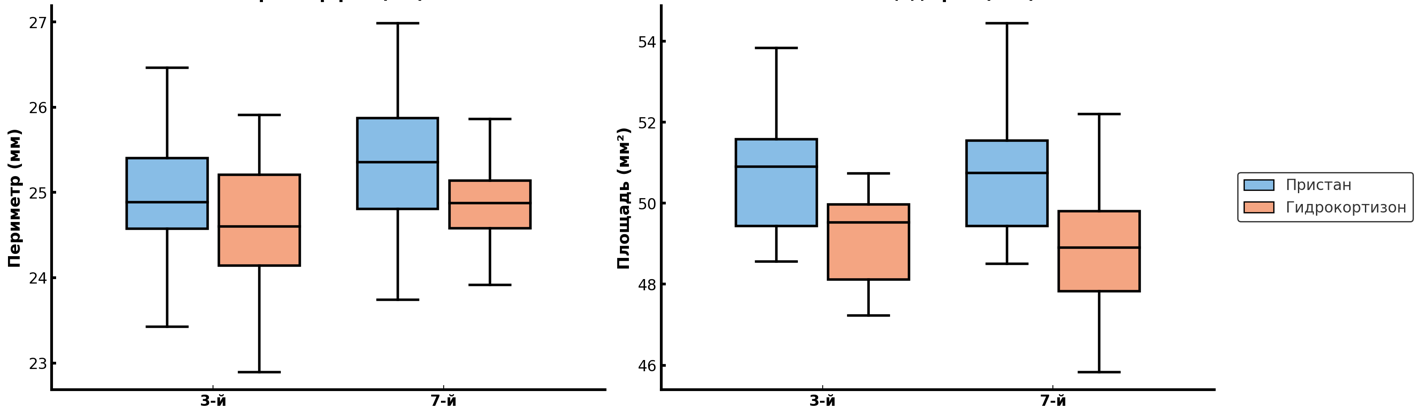 Периметр (мм)
27
26
25
24
23
3-й
7-й
Площадь (мм²)
54
52
50
48
46
3-й
7-й
Пристан
Гидрокортизон